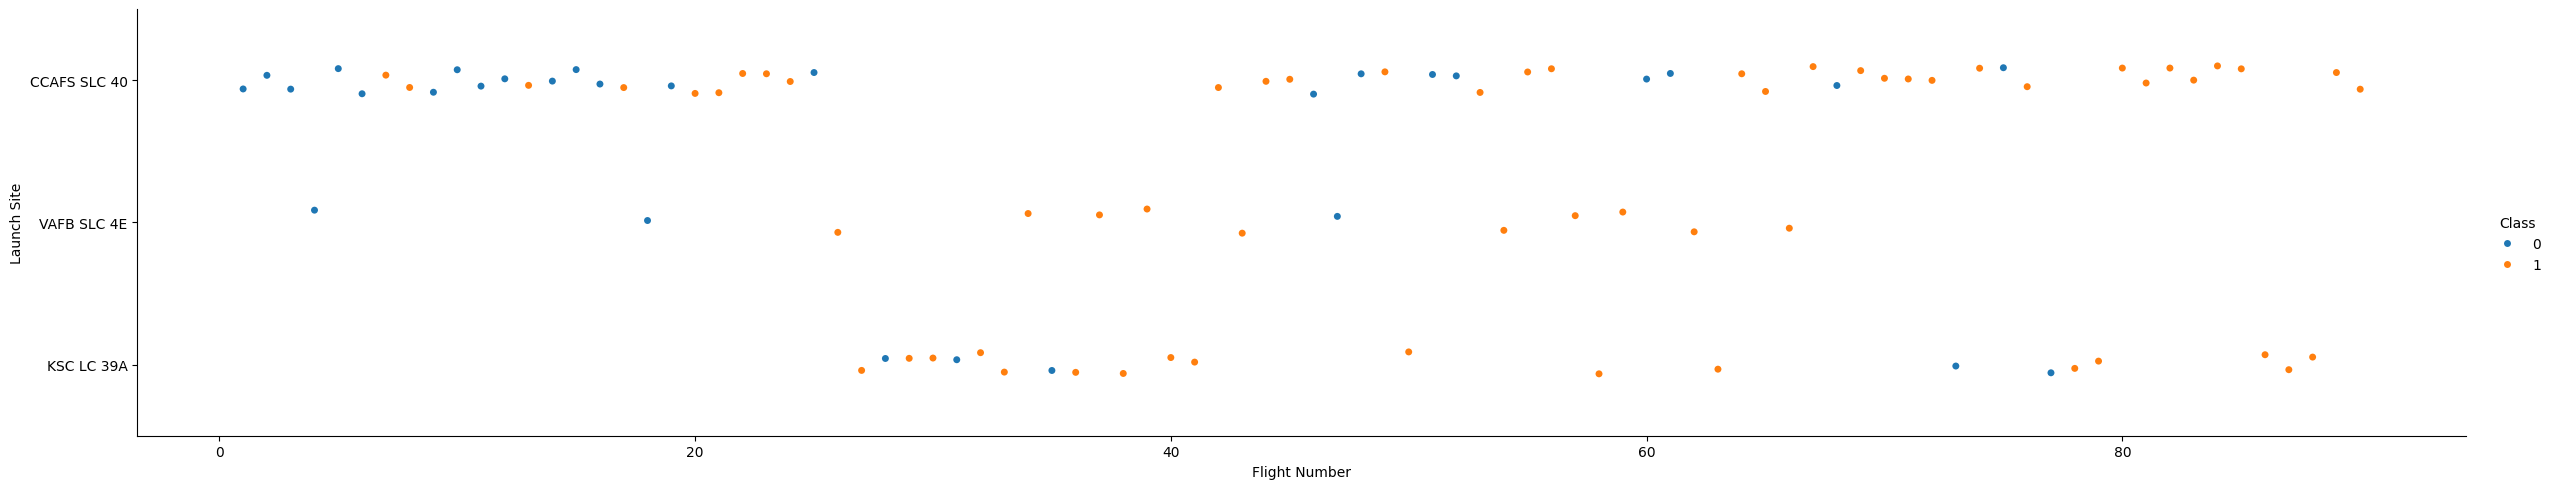 CCAFS SLC 40
VAFB SLC 4E
KSC LC 39A
Launch Site
0 20 40 60 80
Flight Number
Class
0
1